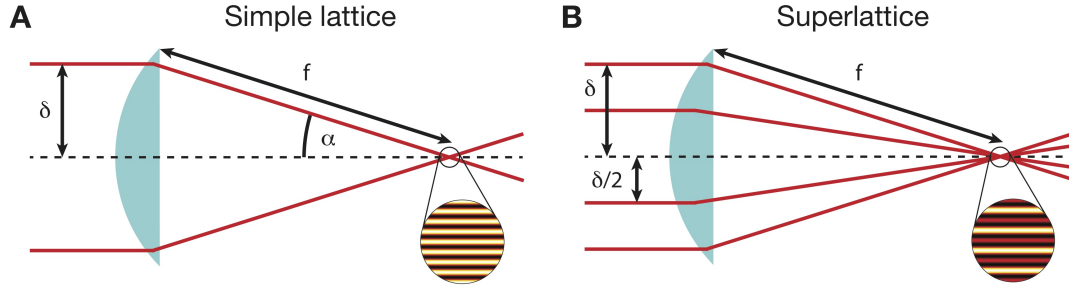 A Simple lattice
δ
f
α
B Superlattice
δ
f
δ/2